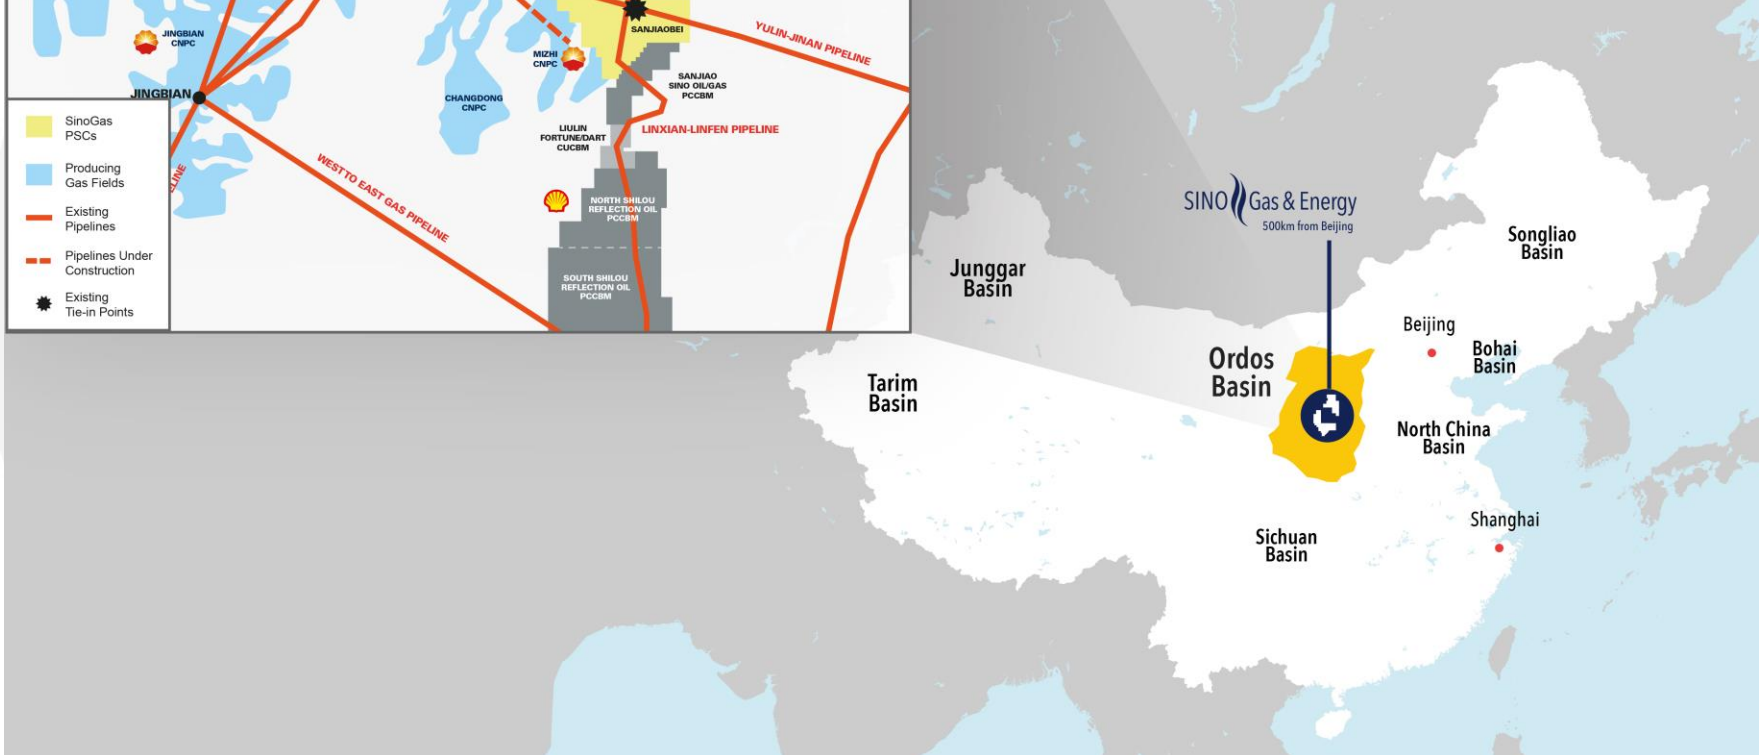 JINGBIAN
CNPC
JINGBIAN
MIZHI
CNPC
CHANGDONG
CNPC
SANJIAOBEI
YULIN-JINAN PIPELINE
SANJIAO
SINO OIL/GAS
PCCBM
LIULIN
FORTUNE/DART
CUCBM
LINXIAN-LINFEN PIPELINE
WEST TO EAST GAS PIPELINE
NORTH SHILOU
REFLECTION OIL
PCCBM
SOUTH SHILOU
REFLECTION OIL
PCCBM
SinoGas
PSCs
Producing
Gas Fields
Existing
Pipelines
Pipelines Under
Construction
Existing
Tie-in Points
SINO Gas & Energy
500km from Beijing
Junggar
Basin
Songliao
Basin
Beijing
Bohai
Basin
Ordos
Basin
Tarim
Basin
North China
Basin
Shanghai
Sichuan
Basin